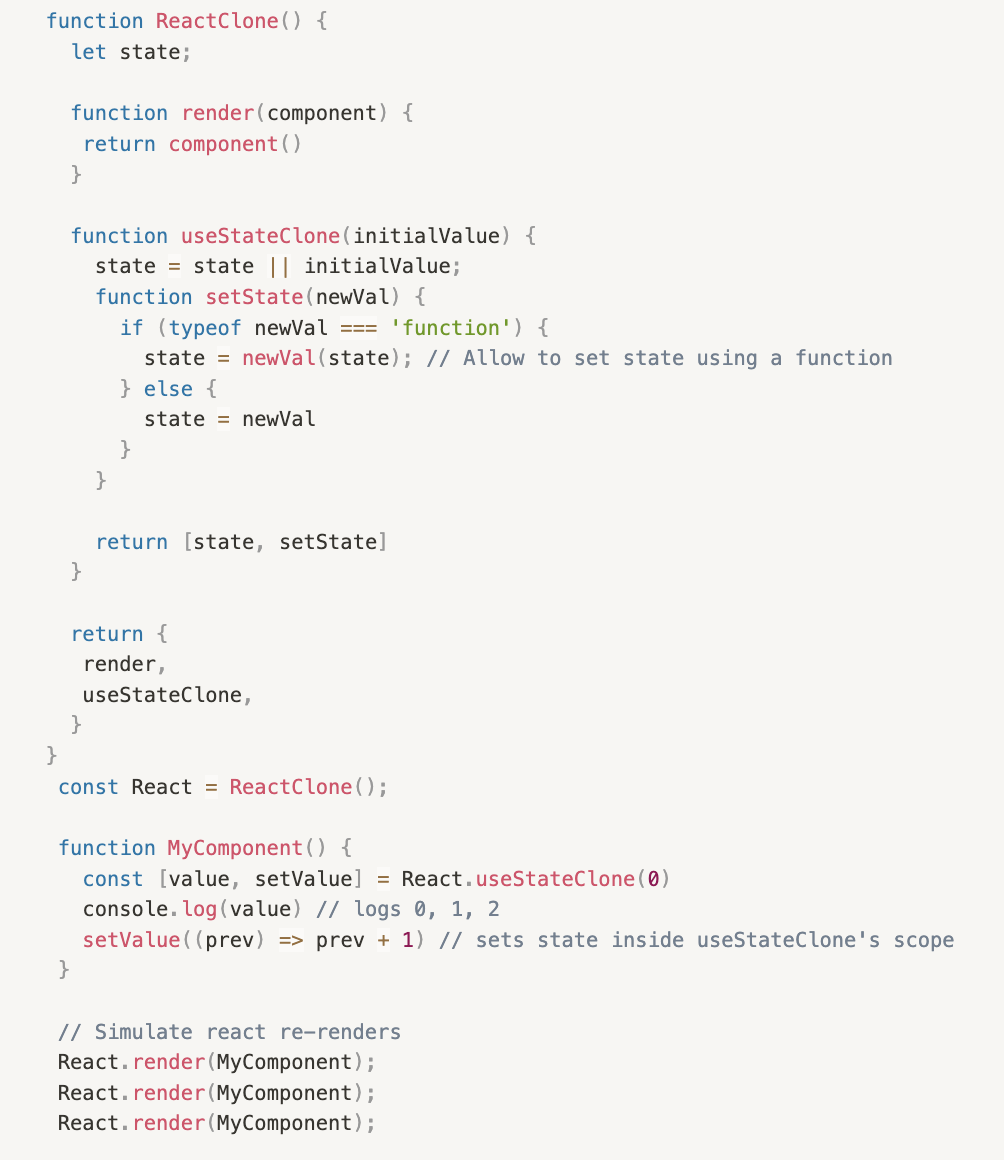 function ReactClone() {
  let state;

  function render(component) {
   return component()
  }

  function useStateClone(initialValue) {
    state = state || initialValue;
    function setState(newVal) {
      if (typeof newVal === 'function') {
        state = newVal(state); // Allow to set state using a function
      } else {
        state = newVal
      }
    }

    return [state, setState]
  }

  return {
   render,
   useStateClone,
  }
}
 const React = ReactClone();

 function MyComponent() {
   const [value, setValue] = React.useStateClone(0)
   console.log(value) // logs 0, 1, 2
   setValue((prev) => prev + 1) // sets state inside useStateClone's scope
 }

 // Simulate react re-renders
 React.render(MyComponent);
 React.render(MyComponent);
 React.render(MyComponent);